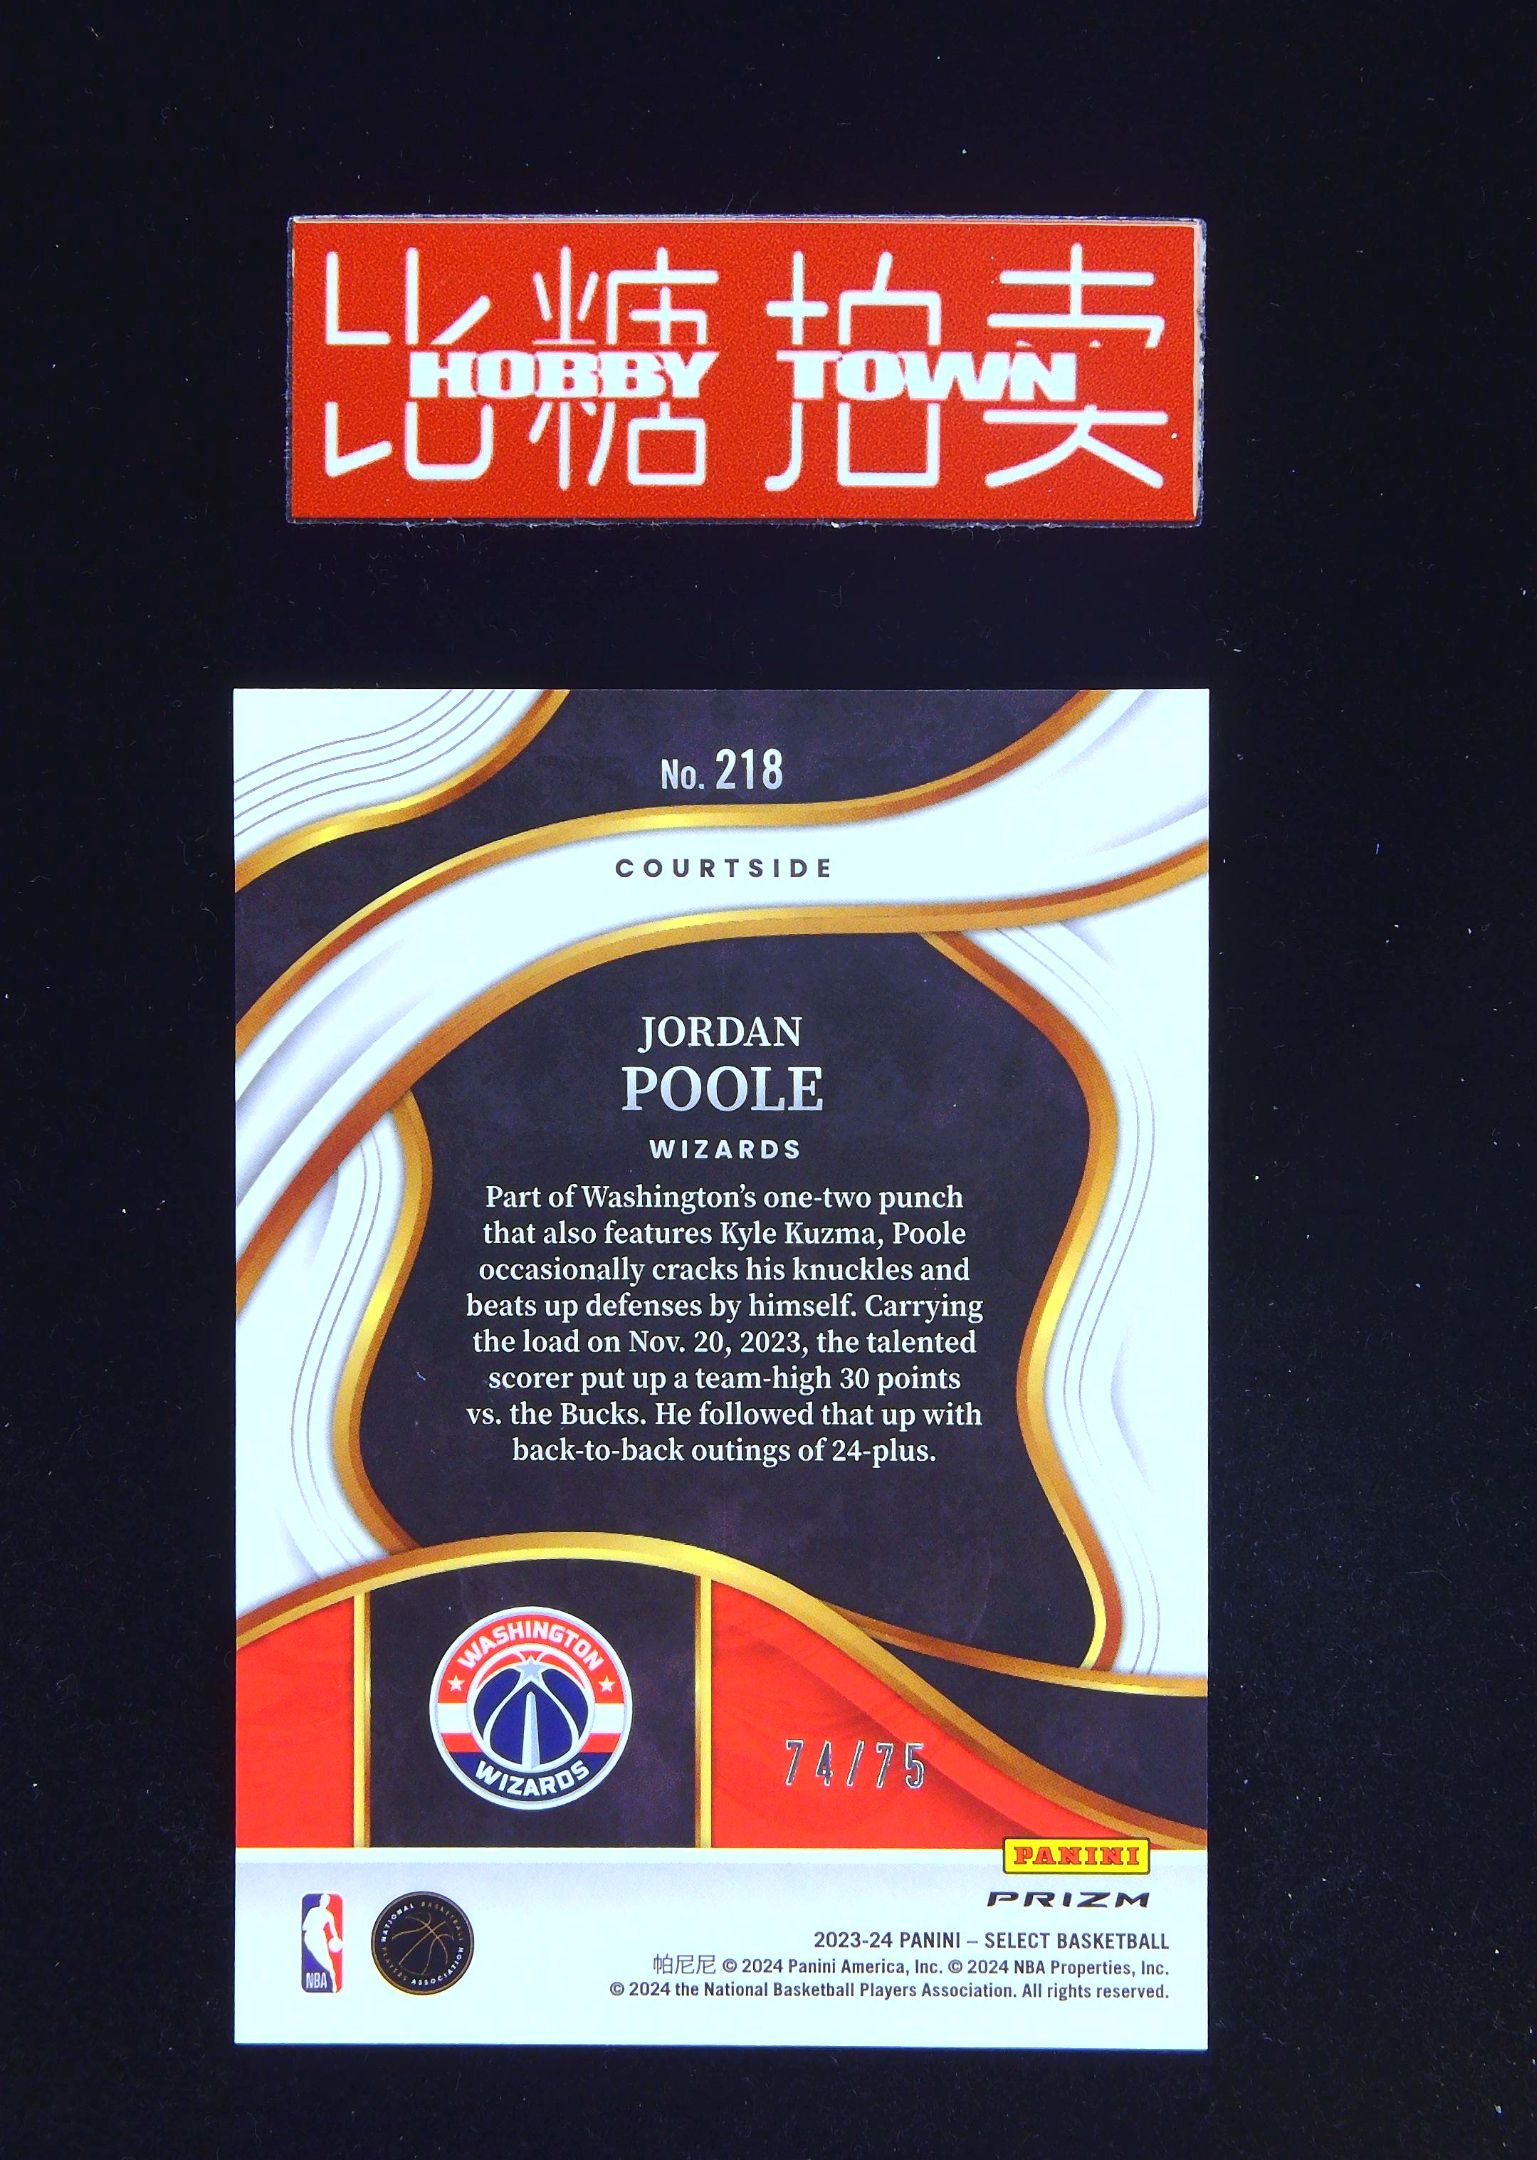 比糖拍卖
HOBBY TOWN
No. 218
COURTSIDE
JORDAN
POOLE
WIZARDS
Part of Washington's one-two punch
that also features Kyle Kuzma, Poole
occasionally cracks his knuckles and
beats up defenses by himself. Carrying
the load on Nov. 20, 2023, the talented
scorer put up a team-high 30 points
vs. the Bucks. He followed that up with
back-to-back outings of 24-plus.
WASHINGTON
WIZARDS
74/75
PANINI
PRIZM
NBA
NATIONAL BASKETBALL
PLAYERS ASSOCIATION
2023-24 PANINI – SELECT BASKETBALL
帕尼尼 © 2024 Panini America, Inc. © 2024 NBA Properties, Inc.
© 2024 the National Basketball Players Association. All rights reserved.